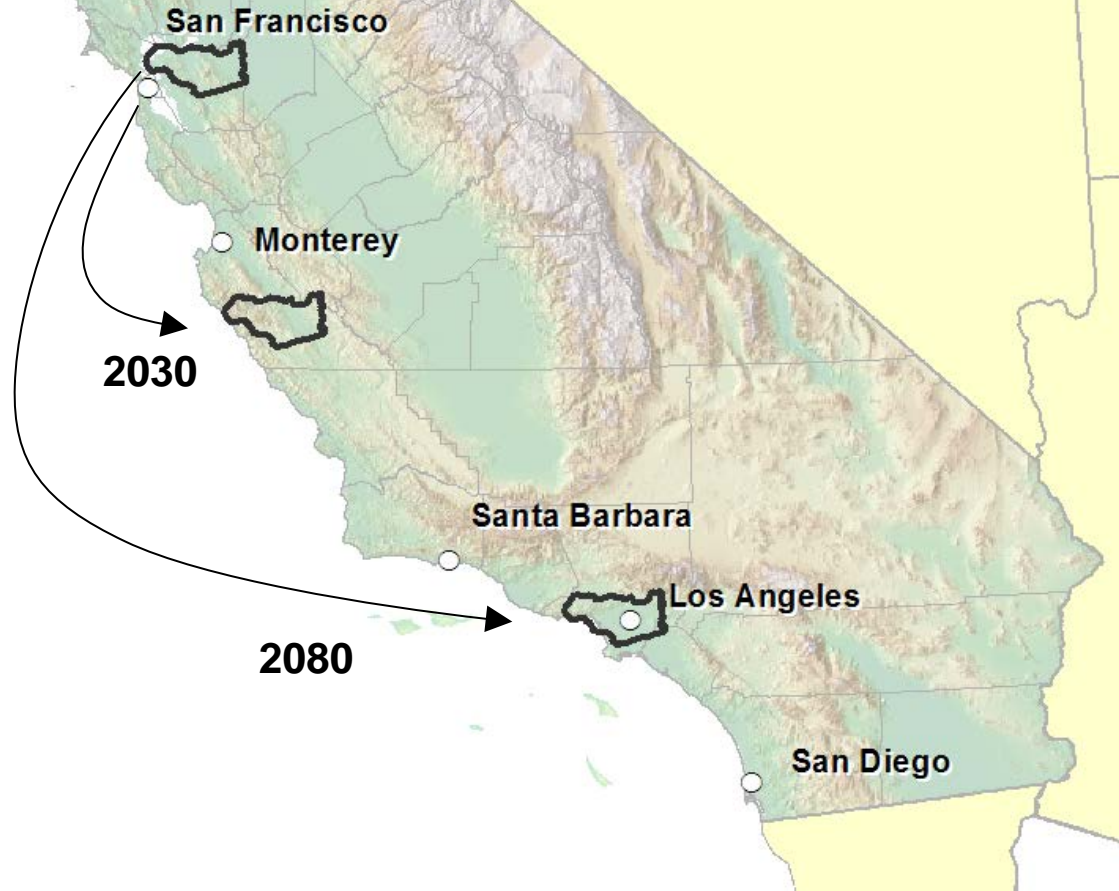 San Francisco
Monterey
2030
Santa Barbara
Los Angeles
2080
San Diego